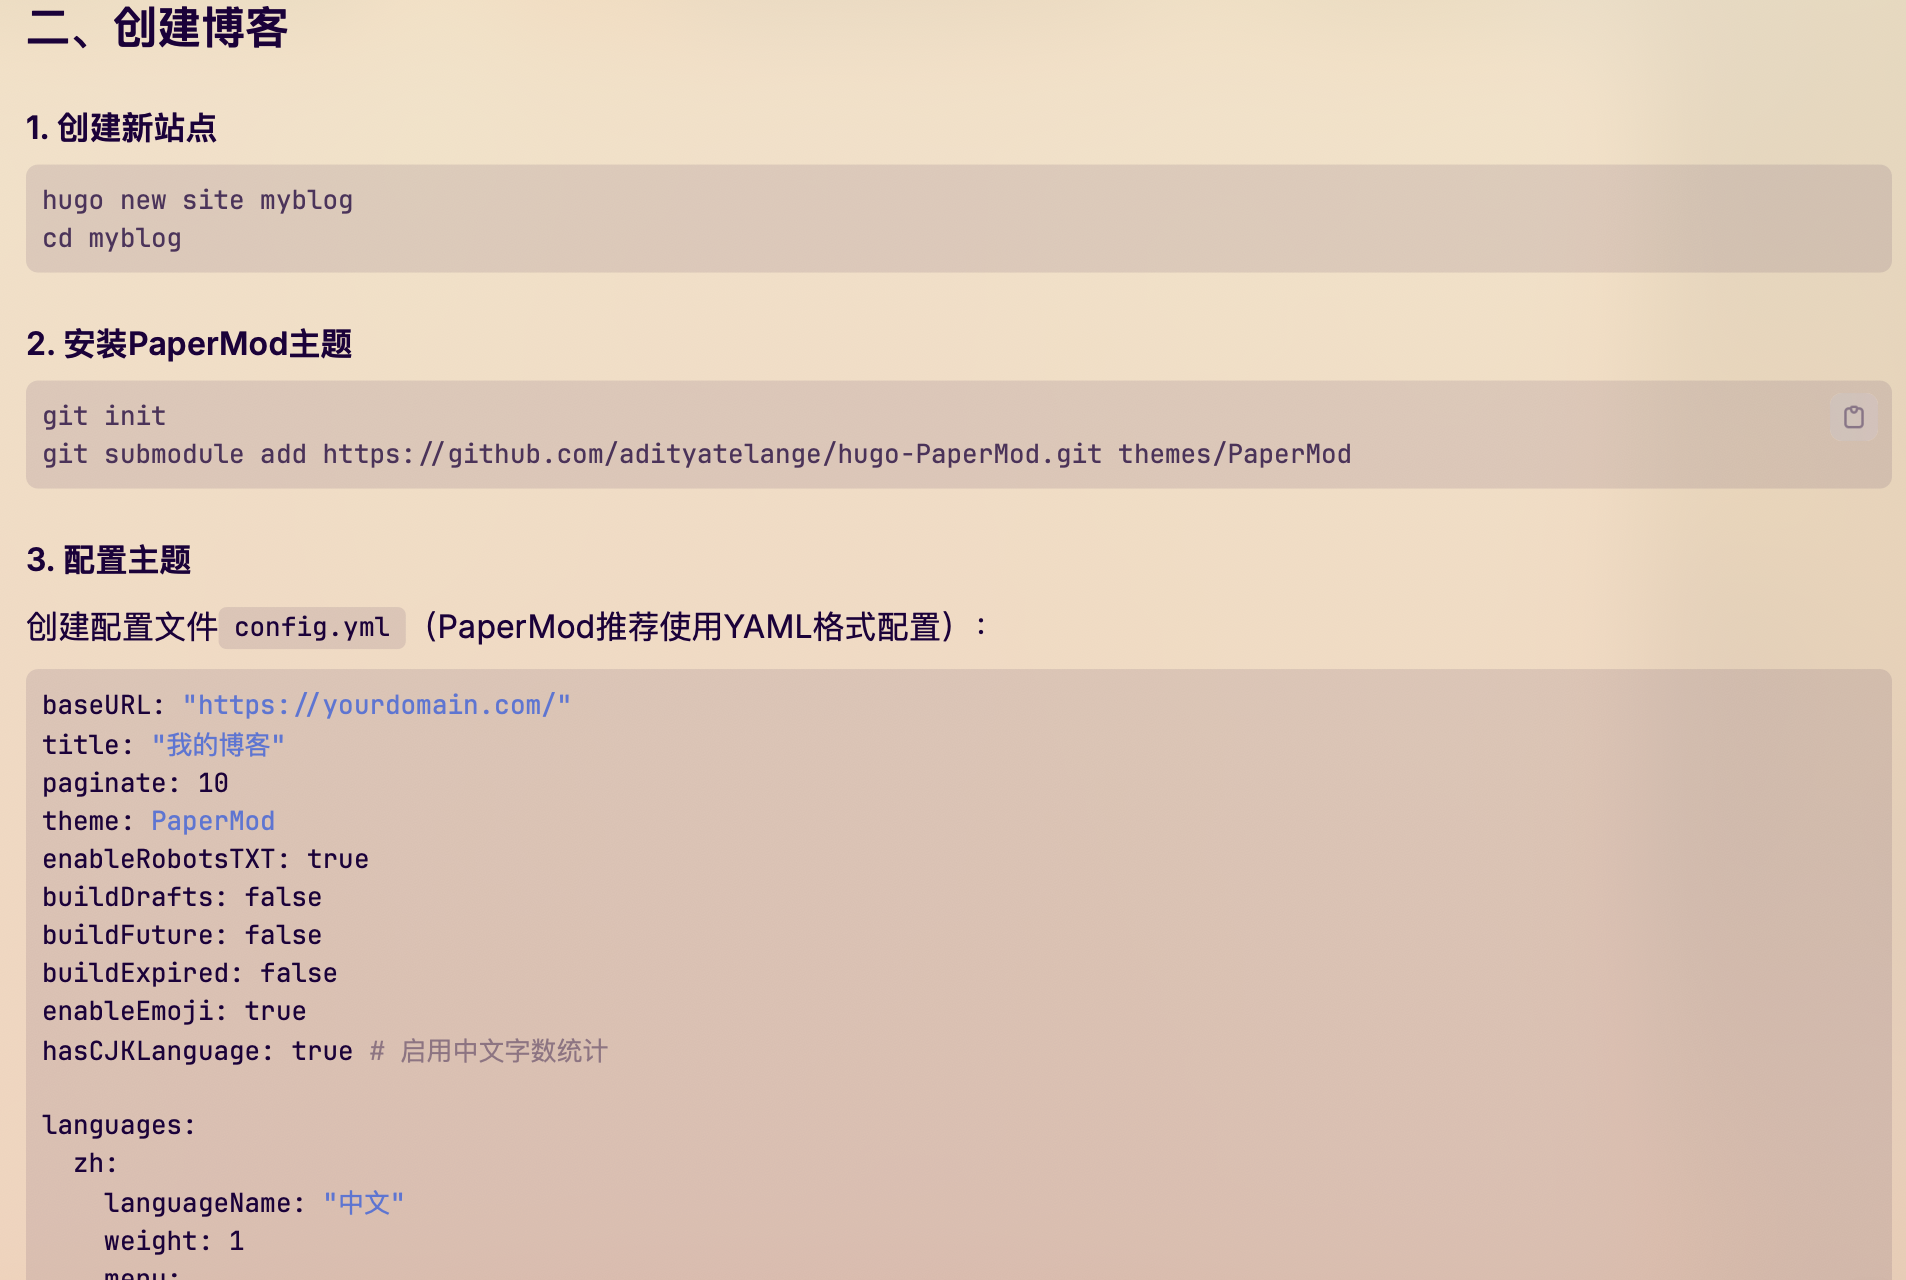 二、创建博客
1. 创建新站点
hugo new site myblog
cd myblog
2. 安装PaperMod主题
git init
git submodule add https://github.com/adityatelange/hugo-PaperMod.git themes/PaperMod
3. 配置主题
创建配置文件 config.yml （PaperMod推荐使用YAML格式配置）：
baseURL: "https://yourdomain.com/"
title: "我的博客"
paginate: 10
theme: PaperMod
enableRobotsTXT: true
buildDrafts: false
buildFuture: false
buildExpired: false
enableEmoji: true
hasCJKLanguage: true # 启用中文字数统计
languages:
  zh:
    languageName: "中文"
    weight: 1
    menu: